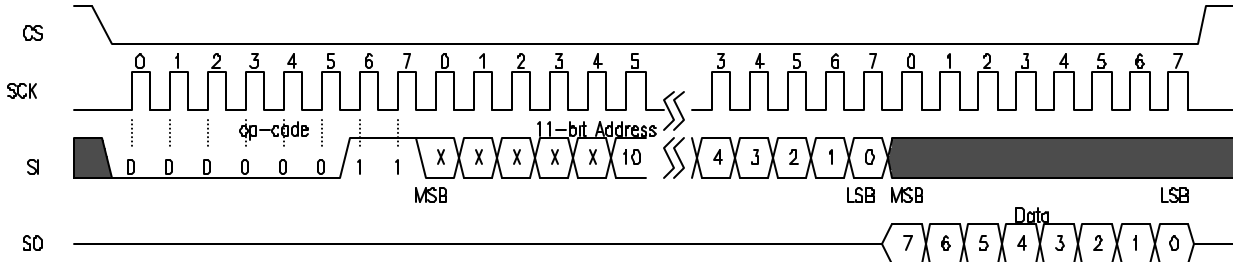 CS
0 1 2 3 4 5 6 7 0 1 2 3 4 5 3 4 5 6 7 0 1 2 3 4 5 6 7
SCK
op-code 11-bit Address
SI D D D 0 0 0 1 1 X X X X X 10 4 3 2 1 0
MSB LSB MSB LSB
Data
SO 7 6 5 4 3 2 1 0